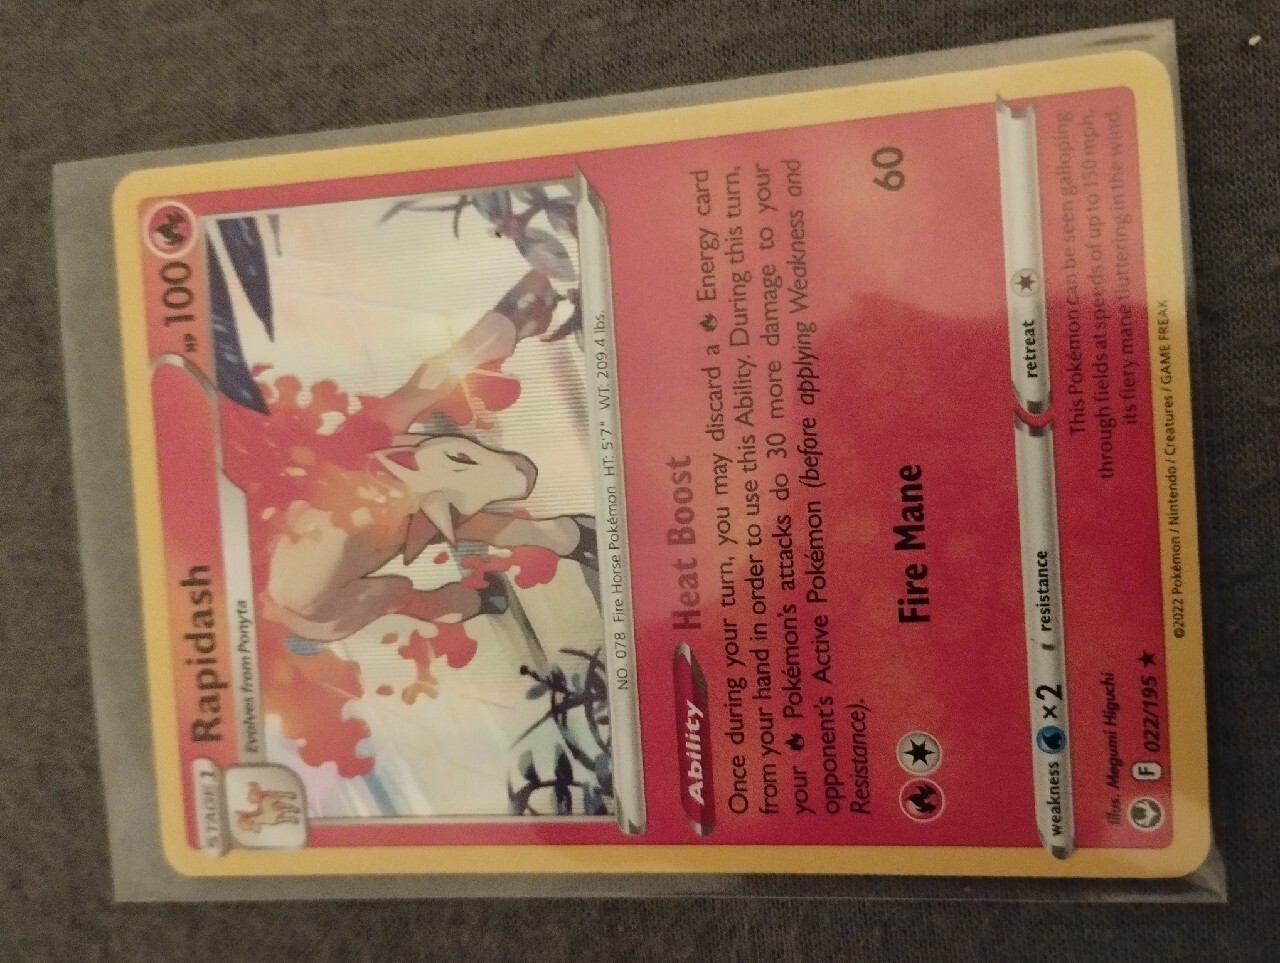 STAGE 1
Rapidash
HP 100
Evolves from Ponyta
NO. 078 Fire Horse Pokémon HT: 5'7" WT: 209.4 lbs.
Ability Heat Boost
Once during your turn, you may discard a Energy card
from your hand in order to use this Ability. During this turn,
your Pokémon's attacks do 30 more damage to your
opponent's Active Pokémon (before applying Weakness and
Resistance).
Fire Mane 60
weakness ×2 resistance retreat
Illus. Megumi Higuchi
This Pokémon can be seen galloping
through fields at speeds of up to 150 mph,
its fiery mane fluttering in the wind.
F 022/195 ★
©2022 Pokémon / Nintendo / Creatures / GAME FREAK